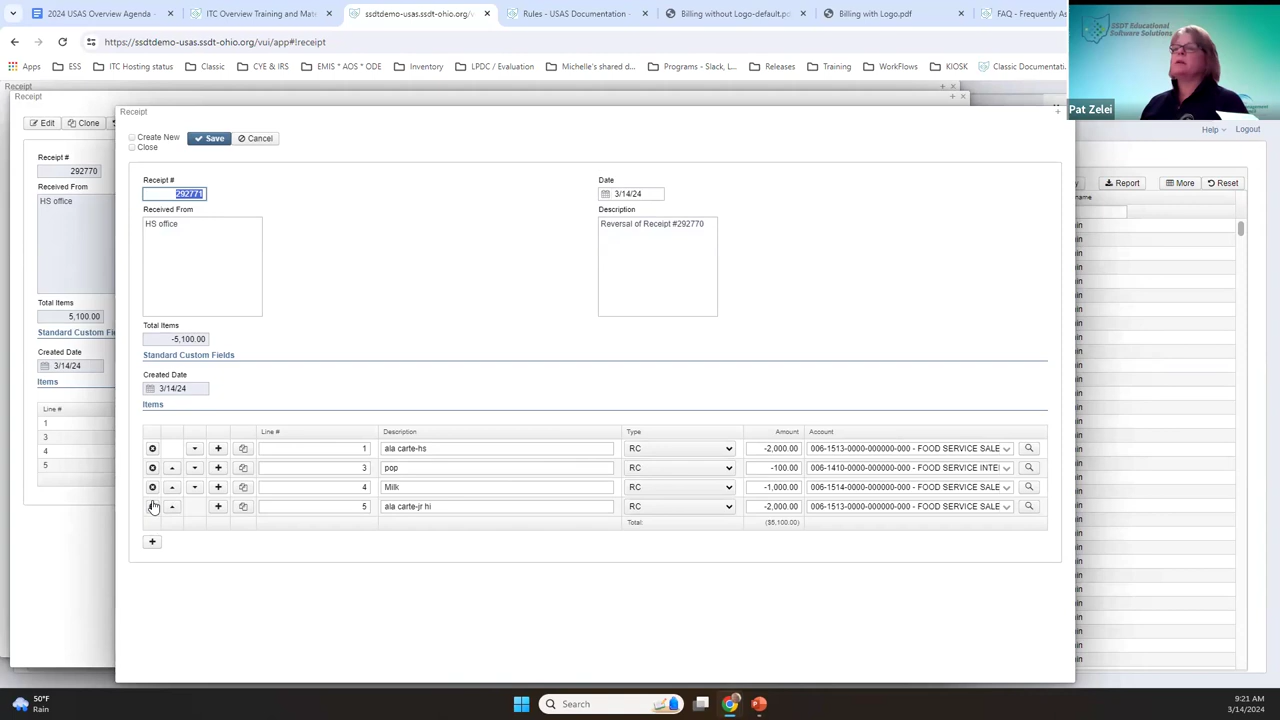 2024 USAS Overview Agenda -
ITC Overview Training and Mate
ssdtdemo-usas.ssdt-ohio.org/v
Rules - USAS Documentation
Billing without logo-default.pd
Billing with Logo.pdf
FAQ - Frequently As
https://ssdtdemo-usas.ssdt-ohio.org/vui/app#!receipt
Apps
ESS
ITC Hosting status
Classic
CYE & IRS
EMIS * AOS * ODE
Inventory
LPDC / Evaluation
Michelle's shared d...
Programs - Slack, L...
Releases
Training
WorkFlows
KIOSK
Classic Documentati...
SSDT Educational
Software Solutions
Pat Zelei
Receipt
Receipt
Receipt
Help
Logout
Edit
Clone
Create New
Close
Save
Cancel
Report
More
Reset
Receipt #
292770
Received From
HS office
Total Items
5,100.00
Standard Custom Fie
Created Date
3/14/24
Items
Line #
1
3
4
5
Receipt #
292771
Date
3/14/24
Received From
HS office
Description
Reversal of Receipt #292770
Total Items
-5,100.00
Standard Custom Fields
Created Date
3/14/24
Items
Line # Description Type Amount Account
1 ala carte-hs RC -2,000.00 006-1513-0000-000000-000 - FOOD SERVICE SALE
3 pop RC -100.00 006-1410-0000-000000-000 - FOOD SERVICE INTE
4 Milk RC -1,000.00 006-1514-0000-000000-000 - FOOD SERVICE SALE
5 ala carte-jr hi RC -2,000.00 006-1513-0000-000000-000 - FOOD SERVICE SALE
Total: ($5,100.00)
50°F
Rain
Search
9:21 AM
3/14/2024